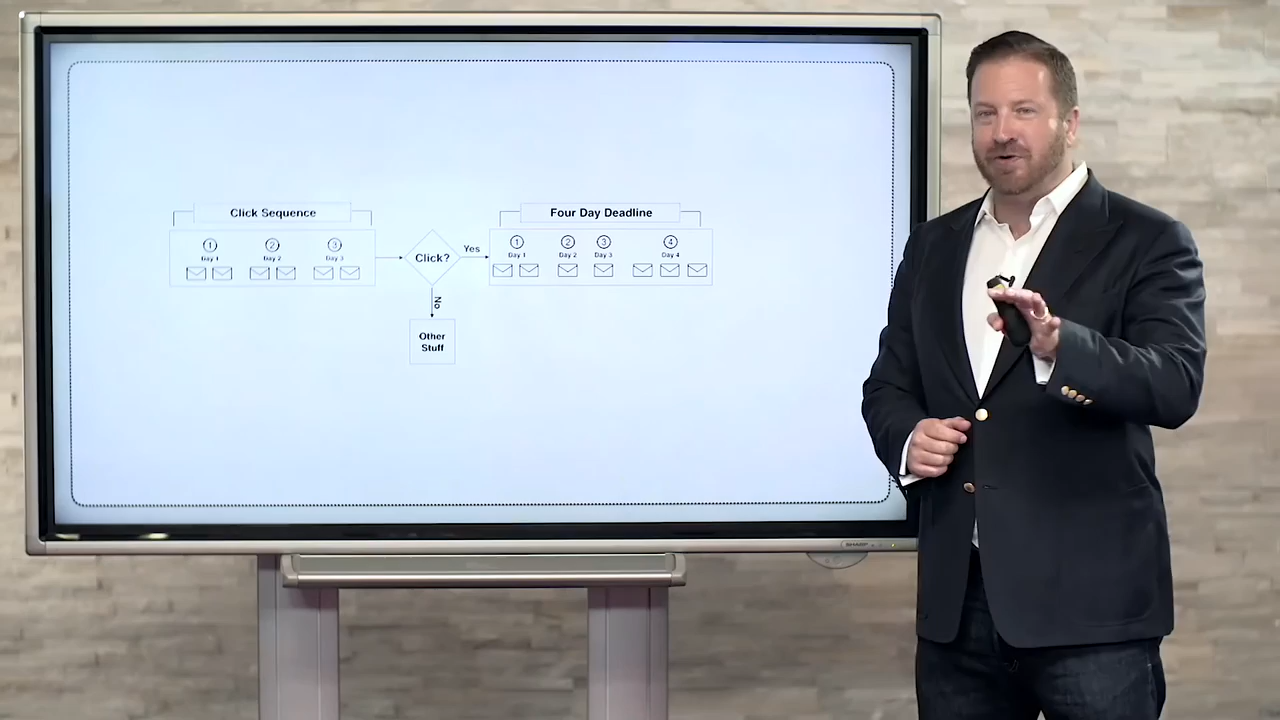 Click Sequence
Four Day Deadline
1 2 3
Day 1 Day 2 Day 3
Click?
Yes
1 2 3 4
Day 1 Day 2 Day 3 Day 4
No
Other
Stuff
SHARP